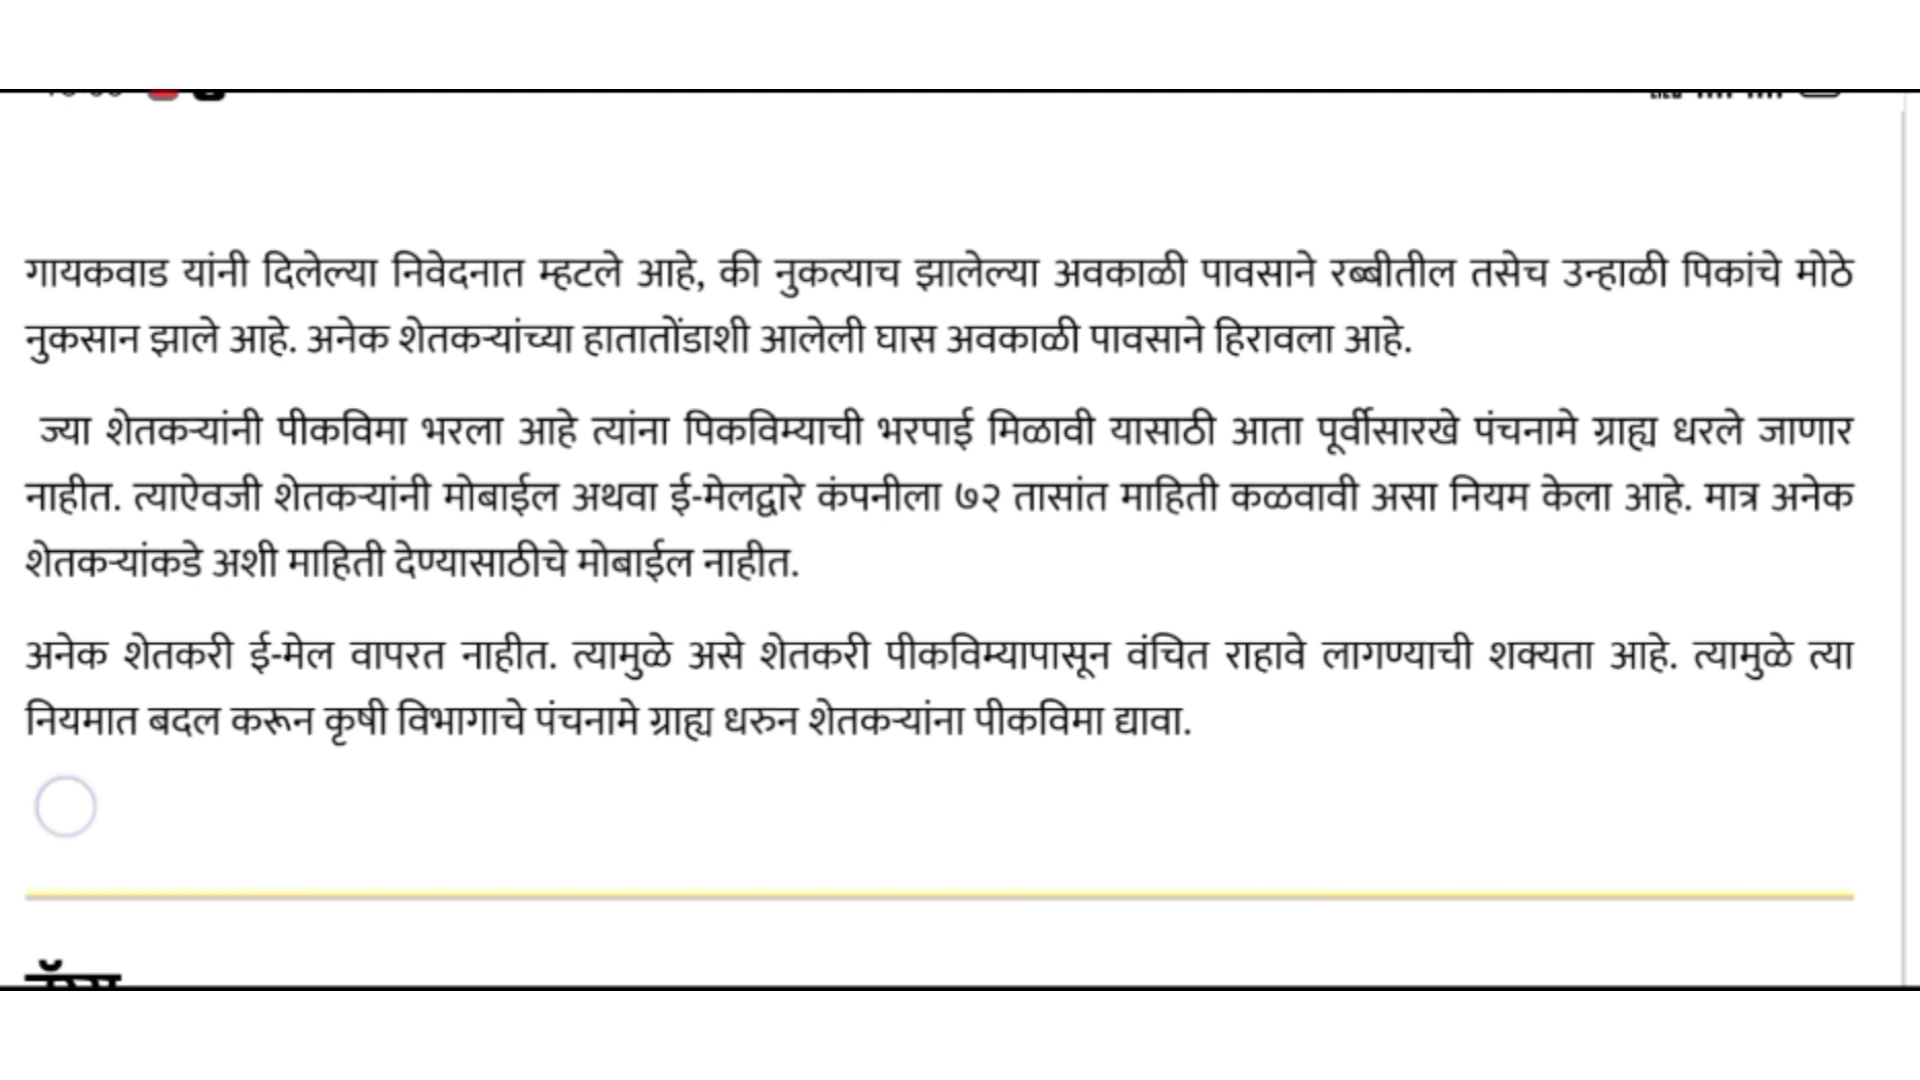 गायकवाड यांनी दिलेल्या निवेदनात म्हटले आहे, की नुकत्याच झालेल्या अवकाळी पावसाने रब्बीतील तसेच उन्हाळी पिकांचे मोठे
नुकसान झाले आहे. अनेक शेतकऱ्यांच्या हातातोंडाशी आलेली घास अवकाळी पावसाने हिरावला आहे.
ज्या शेतकऱ्यांनी पीकविमा भरला आहे त्यांना पिकविम्याची भरपाई मिळावी यासाठी आता पूर्वीसारखे पंचनामे ग्राह्य धरले जाणार
नाहीत. त्याऐवजी शेतकऱ्यांनी मोबाईल अथवा ई-मेलद्वारे कंपनीला ७२ तासांत माहिती कळवावी असा नियम केला आहे. मात्र अनेक
शेतकऱ्यांकडे अशी माहिती देण्यासाठीचे मोबाईल नाहीत.
अनेक शेतकरी ई-मेल वापरत नाहीत. त्यामुळे असे शेतकरी पीकविम्यापासून वंचित राहावे लागण्याची शक्यता आहे. त्यामुळे त्या
नियमात बदल करून कृषी विभागाचे पंचनामे ग्राह्य धरुन शेतकऱ्यांना पीकविमा द्यावा.